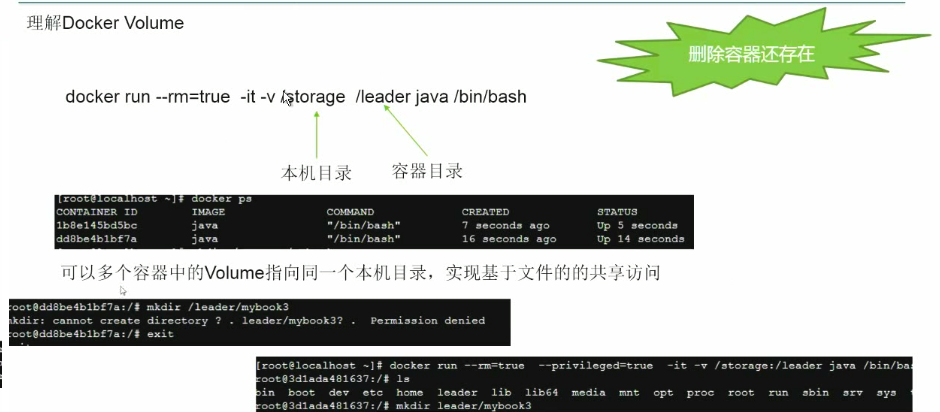 理解Docker Volume
删除容器还存在
docker run --rm=true -it -v /storage /leader java /bin/bash
本机目录 容器目录
[root@localhost ~]# docker ps
CONTAINER ID IMAGE COMMAND CREATED STATUS
1b8e145bd5bc java "/bin/bash" 7 seconds ago Up 5 seconds
dd8be4b1bf7a java "/bin/bash" 16 seconds ago Up 14 seconds
可以多个容器中的Volume指向同一个本机目录，实现基于文件的的共享访问
root@dd8be4b1bf7a:/# mkdir /leader/mybook3
mkdir: cannot create directory ? . leader/mybook3? . Permission denied
root@dd8be4b1bf7a:/# exit
[root@localhost ~]# docker run --rm=true --privileged=true -it -v /storage:/leader java /bin/ba
root@3d1ada481637:/# ls
bin boot dev etc home leader lib lib64 media mnt opt proc root run sbin srv sys
root@3d1ada481637:/# mkdir leader/mybook3